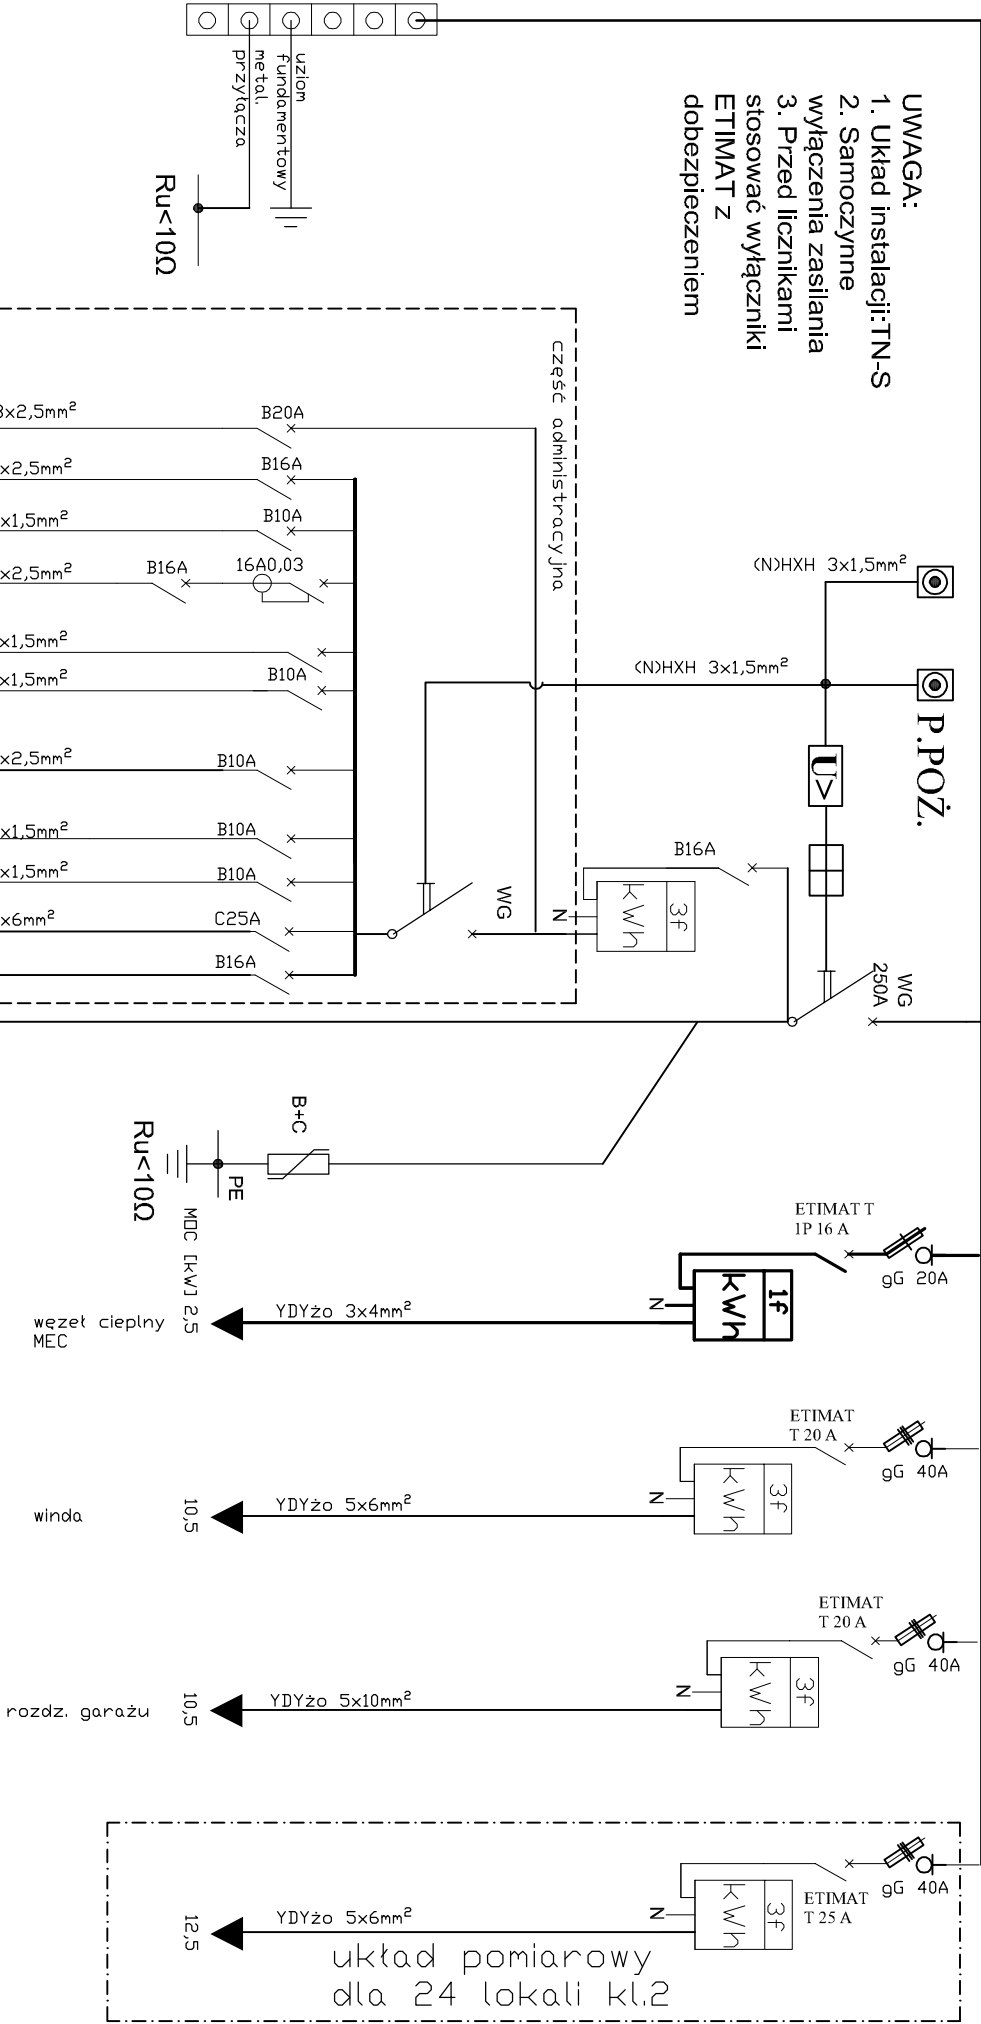 uziom
fundamentowy
metal.
przyłącza
Ru<10Ω
UWAGA:
1. Układ instalacji:TN-S
2. Samoczynne
wyłączenia zasilania
3. Przed licznikami
stosować wyłączniki
ETIMAT z
dobezpieczeniem
część administracyjna
x2,5mm²
B20A
x2,5mm²
B16A
x1,5mm²
B10A
x2,5mm²
B16A
16A0,03
x1,5mm²
x1,5mm²
B10A
x2,5mm²
B10A
x1,5mm²
B10A
x1,5mm²
B10A
x6mm²
C25A
B16A
(N)HXH 3x1,5mm²
(N)HXH 3x1,5mm²
P.POŻ.
U>
B16A
3f
kWh
N
WG
WG
250A
B+C
PE
Ru<10Ω
MOC [kW]
ETIMAT T
1P 16 A
gG 20A
1f
kWh
N
YDYżo 3x4mm²
2,5
węzeł cieplny
MEC
ETIMAT
T 20 A
gG 40A
3f
kWh
N
YDYżo 5x6mm²
10,5
winda
ETIMAT
T 20 A
gG 40A
3f
kWh
N
YDYżo 5x10mm²
10,5
rozdz. garażu
gG 40A
ETIMAT
T 25 A
3f
kWh
N
YDYżo 5x6mm²
12,5
układ pomiarowy
dla 24 lokali kl.2